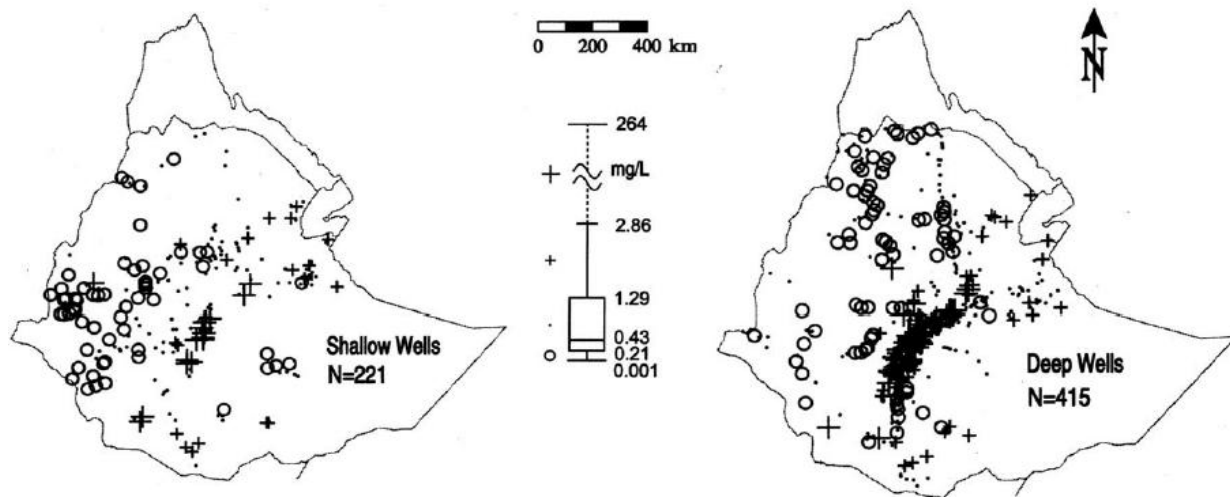 0 200 400 km
N
264
mg/L
2.86
1.29
0.43
0.21
0.001
Shallow Wells
N=221
Deep Wells
N=415